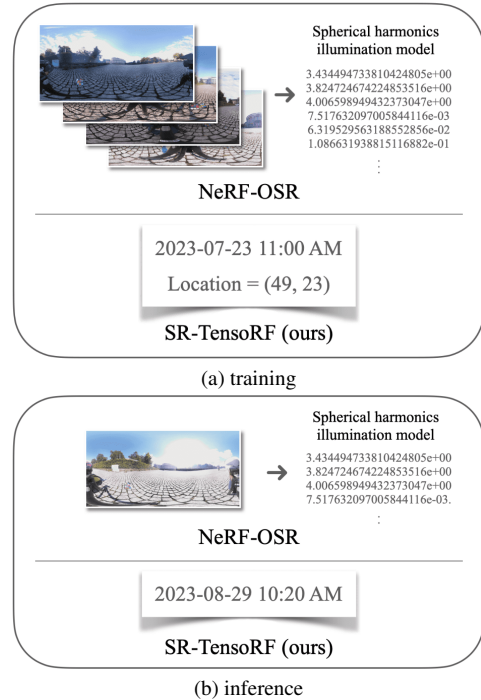 Spherical harmonics
illumination model
3.434494733810424805e+00
3.824724674224853516e+00
4.006598949432373047e+00
7.517632097005844116e-03
6.319529563188552856e-02
1.086631938815116882e-01
⋮
NeRF-OSR
2023-07-23 11:00 AM
Location = (49, 23)
SR-TensoRF (ours)
(a) training
Spherical harmonics
illumination model
3.434494733810424805e+00
3.824724674224853516e+00
4.006598949432373047e+00
7.517632097005844116e-03.
⋮
NeRF-OSR
2023-08-29 10:20 AM
SR-TensoRF (ours)
(b) inference